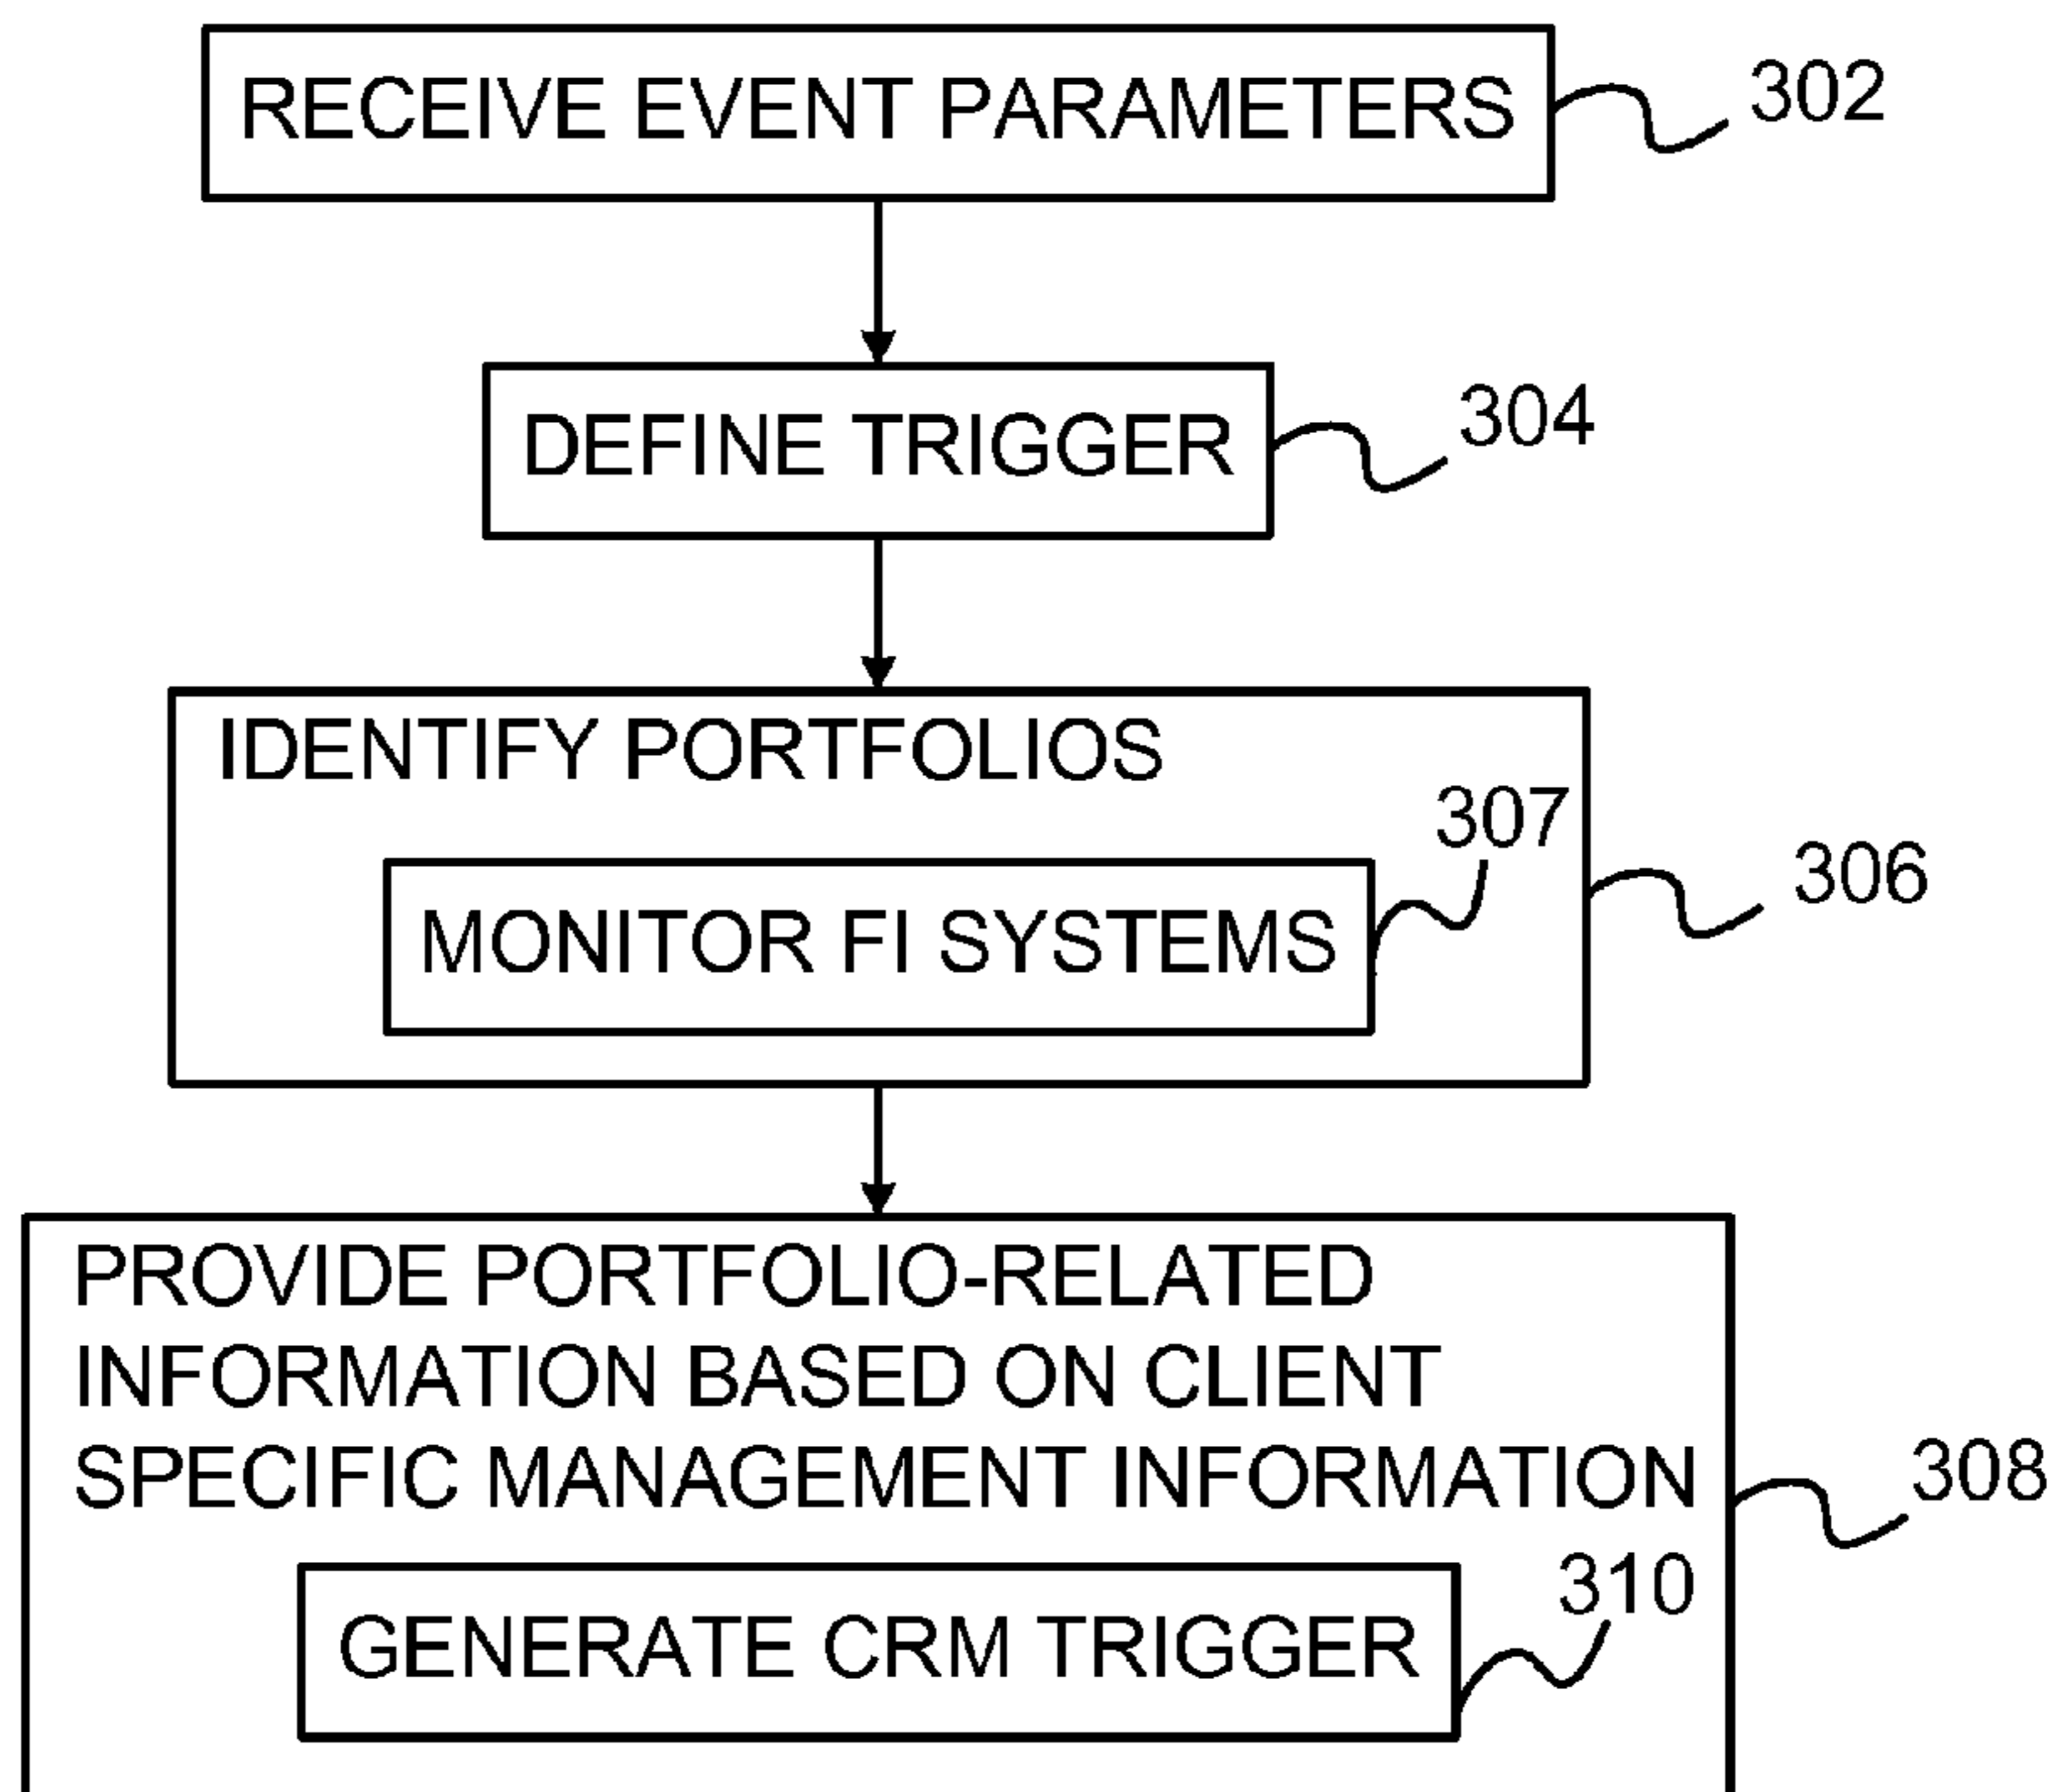 RECEIVE EVENT PARAMETERS
302
DEFINE TRIGGER
304
IDENTIFY PORTFOLIOS
307
MONITOR FI SYSTEMS
306
PROVIDE PORTFOLIO-RELATED
INFORMATION BASED ON CLIENT
SPECIFIC MANAGEMENT INFORMATION
308
310
GENERATE CRM TRIGGER